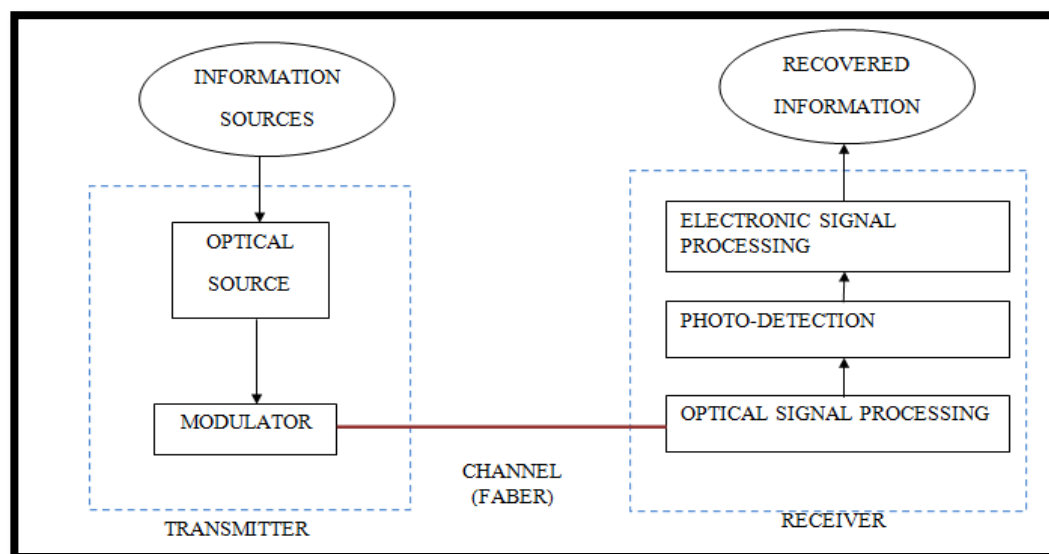 INFORMATION
SOURCES
OPTICAL
SOURCE
MODULATOR
TRANSMITTER
CHANNEL
(FABER)
RECOVERED
INFORMATION
ELECTRONIC SIGNAL
PROCESSING
PHOTO-DETECTION
OPTICAL SIGNAL PROCESSING
RECEIVER